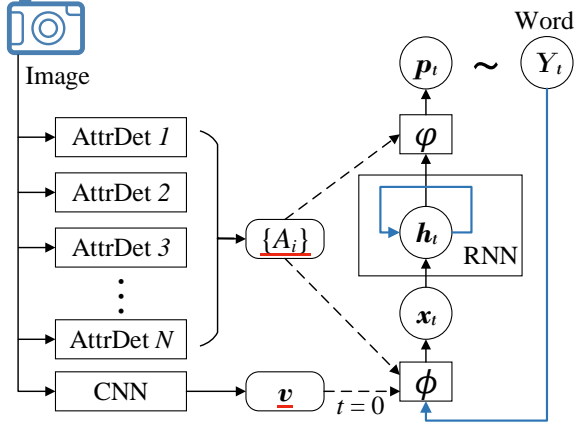 Word
Image
p_t ~ Y_t
AttrDet 1
φ
AttrDet 2
AttrDet 3
{A_i}
h_t
RNN
⋮
x_t
AttrDet N
CNN
v
t = 0
ϕ